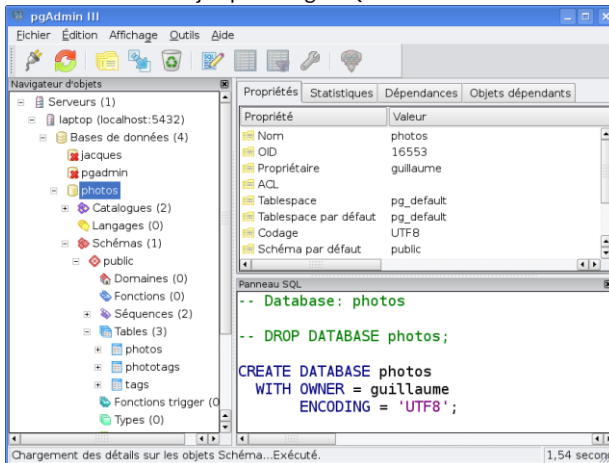 pgAdmin III
Fichier Édition Affichage Outils Aide
Navigateur d'objets
Serveurs (1)
laptop (localhost:5432)
Bases de données (4)
jacques
pgadmin
photos
Catalogues (2)
Langages (0)
Schémas (1)
public
Domaines (0)
Fonctions (0)
Séquences (2)
Tables (3)
photos
phototags
tags
Fonctions trigger (0
Types (0)
Propriétés Statistiques Dépendances Objets dépendants
Propriété Valeur
Nom photos
OID 16553
Propriétaire guillaume
ACL
Tablespace pg_default
Tablespace par défaut pg_default
Codage UTF8
Schéma par défaut public
Panneau SQL
-- Database: photos
-- DROP DATABASE photos;
CREATE DATABASE photos
WITH OWNER = guillaume
ENCODING = 'UTF8';
Chargement des détails sur les objets Schéma...Exécuté. 1,54 secon